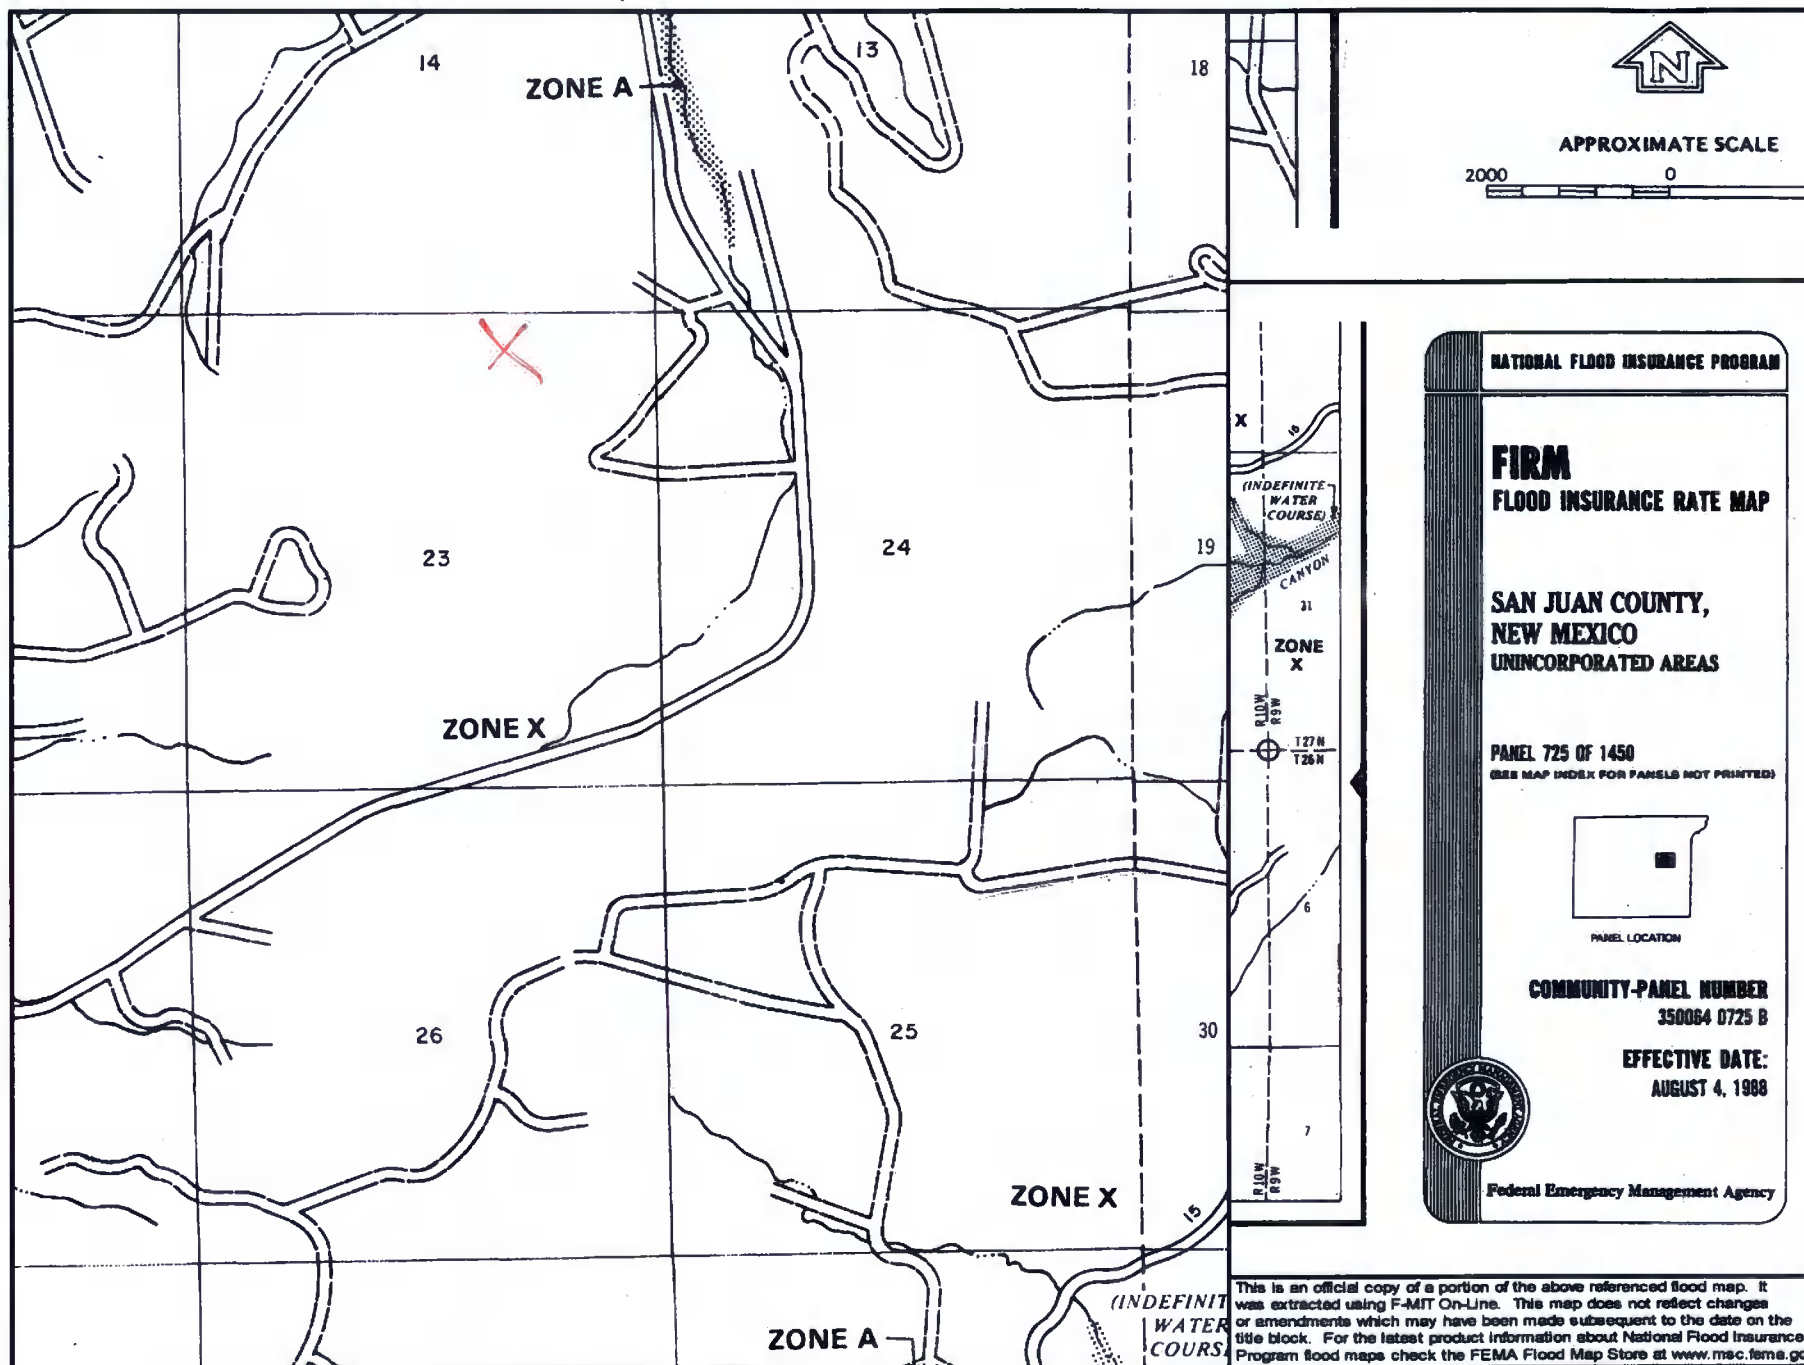 14
ZONE A
13
18
N
APPROXIMATE SCALE
2000
0
NATIONAL FLOOD INSURANCE PROGRAM
FIRM
FLOOD INSURANCE RATE MAP
SAN JUAN COUNTY,
NEW MEXICO
UNINCORPORATED AREAS
PANEL 725 OF 1450
(SEE MAP INDEX FOR PANELS NOT PRINTED)
PANEL LOCATION
COMMUNITY-PANEL NUMBER
350064 0725 B
EFFECTIVE DATE:
AUGUST 4, 1988
Federal Emergency Management Agency
X
15
(INDEFINITE
WATER
COURSE)
CANYON
31
ZONE
X
R10W
R9W
T27N
T26N
6
7
R10W
R9W
23
24
19
ZONE X
26
25
30
ZONE X
15
(INDEFINIT
WATER
COURS
ZONE A
This is an official copy of a portion of the above referenced flood map. It
was extracted using F-MIT On-Line. This map does not reflect changes
or amendments which may have been made subsequent to the date on the
title block. For the latest product information about National Flood Insurance
Program flood maps check the FEMA Flood Map Store at www.msc.fema.go